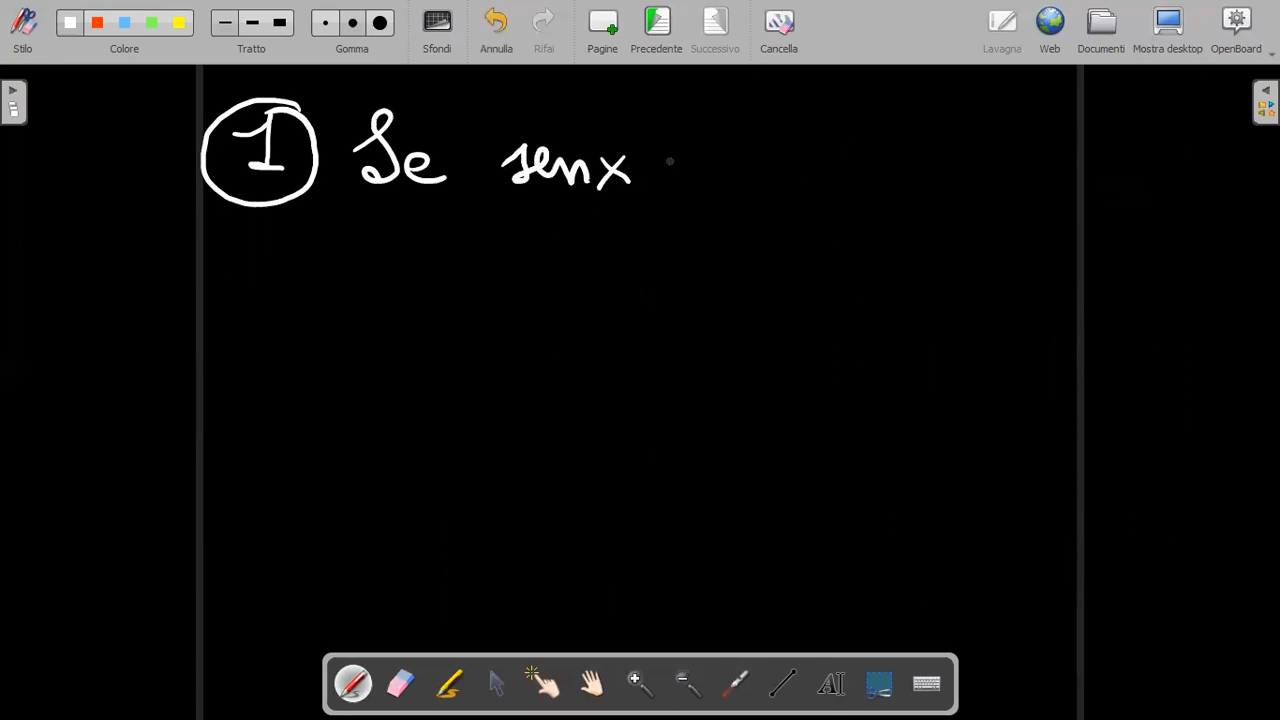 Stilo Colore Tratto Gomma Sfondi Annulla Rifai Pagine Precedente Successivo Cancella Lavagna Web Documenti Mostra desktop OpenBoard
1 Se senx
AI